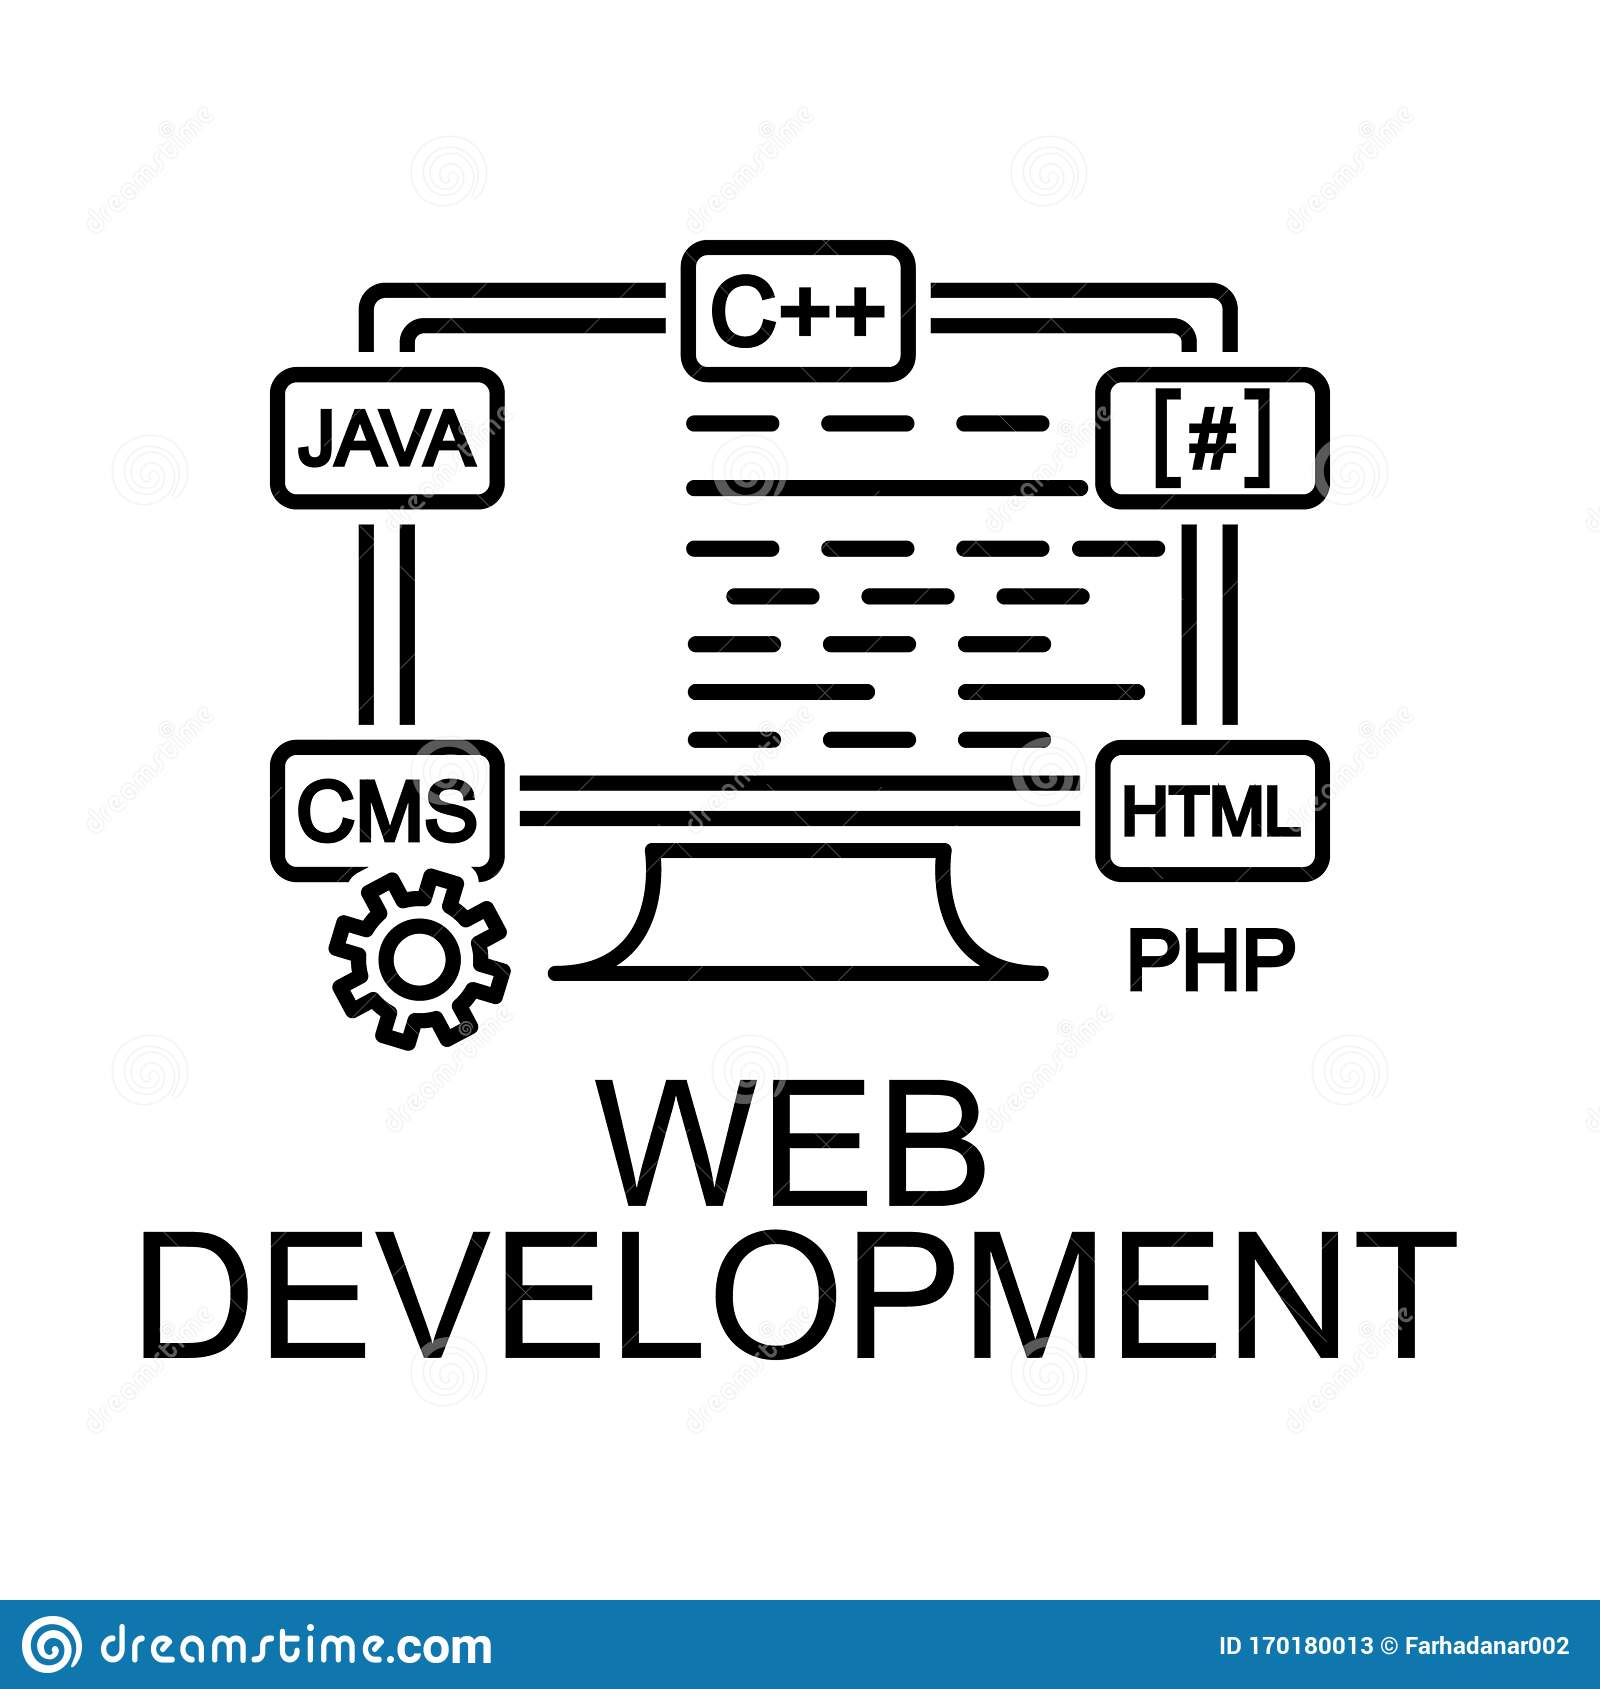 C++
JAVA
[#]
CMS
HTML
PHP
WEB
DEVELOPMENT
dreamstime.com
ID 170180013 © Farhadanar002